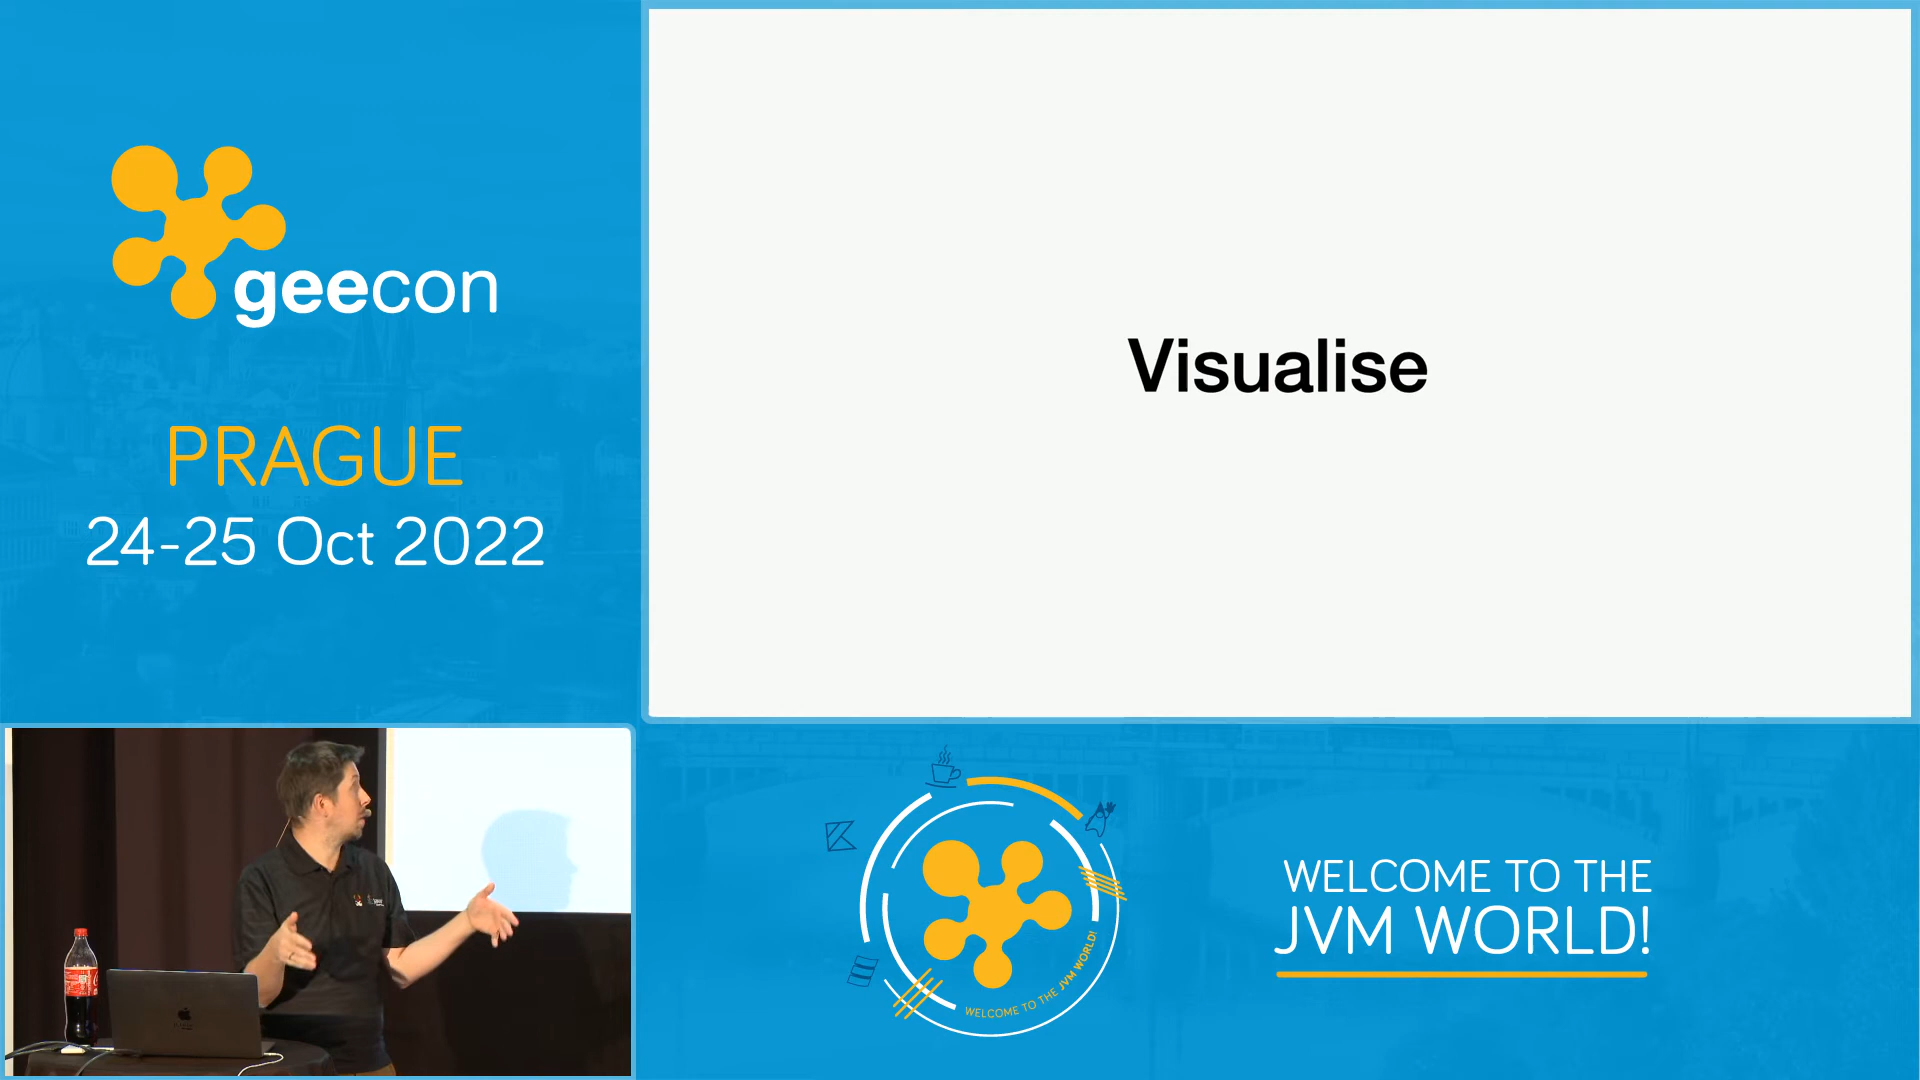 geecon
PRAGUE
24-25 Oct 2022
Visualise
WELCOME TO THE JVM WORLD!
WELCOME TO THE
JVM WORLD!